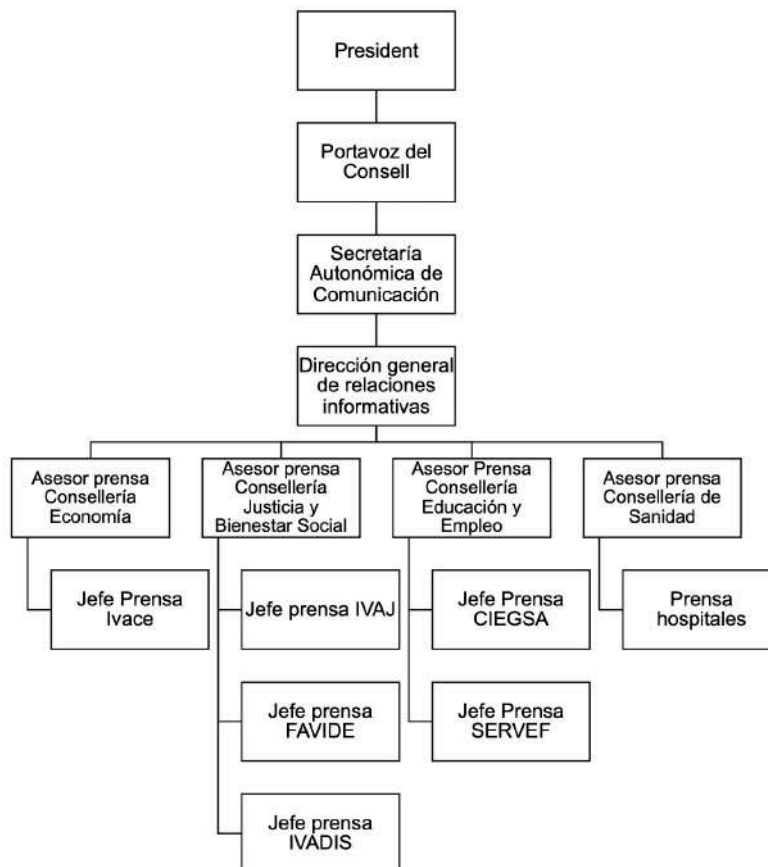 President
Portavoz del
Consell
Secretaría
Autonómica de
Comunicación
Dirección general
de relaciones
informativas
Asesor prensa
Consellería
Economía
Asesor prensa
Consellería
Justicia y
Bienestar Social
Asesor Prensa
Consellería
Educación y
Empleo
Asesor prensa
Consellería de
Sanidad
Jefe Prensa
Ivace
Jefe prensa IVAJ
Jefe Prensa
CIEGSA
Prensa
hospitales
Jefe prensa
FAVIDE
Jefe Prensa
SERVEF
Jefe prensa
IVADIS